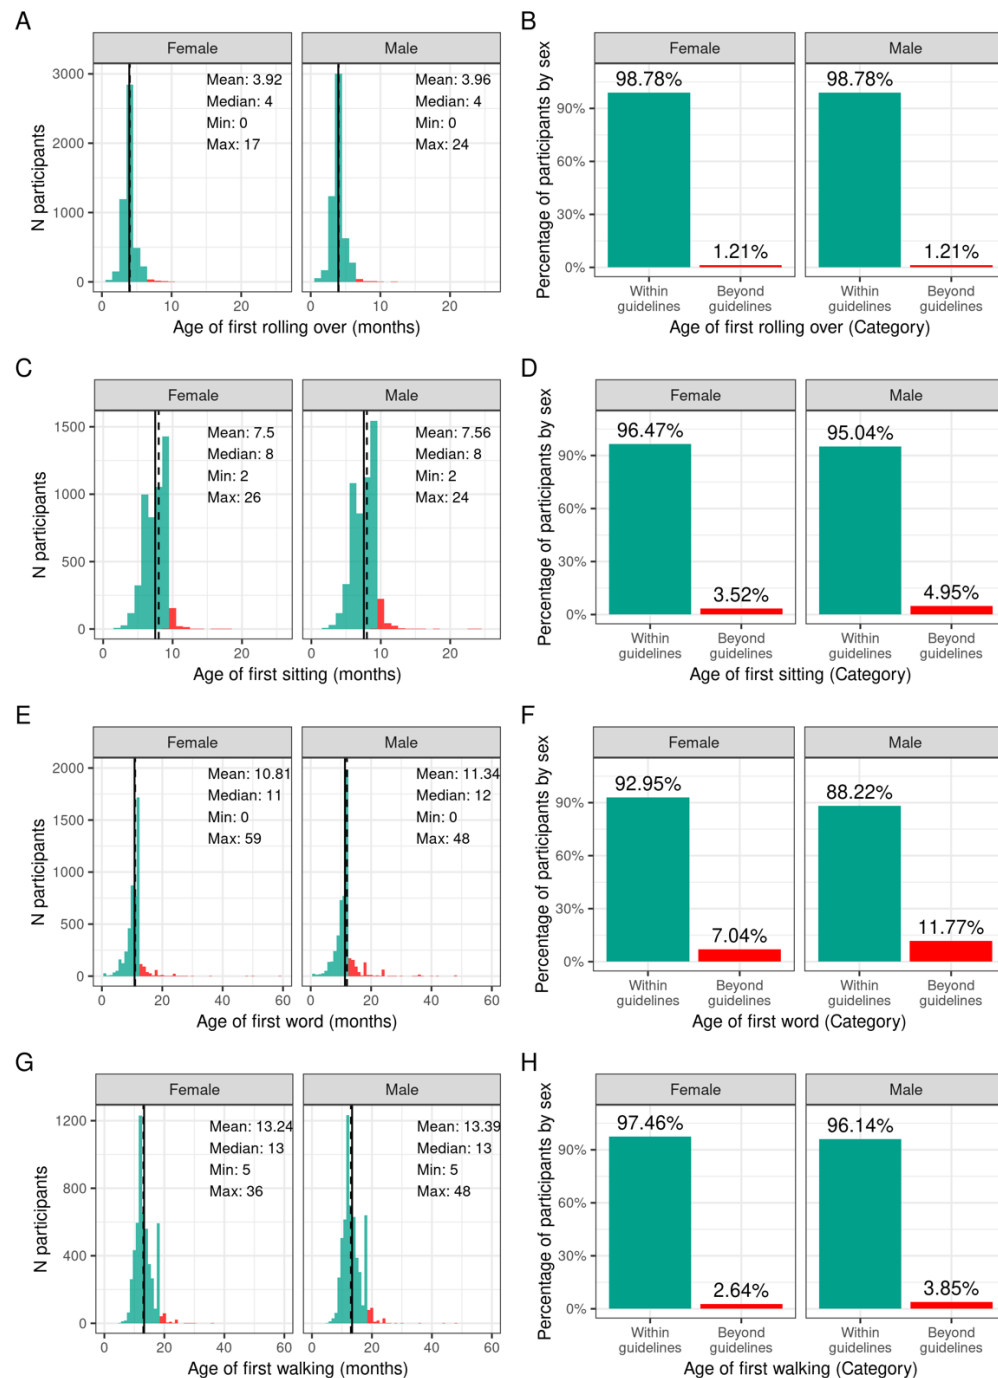 A
Female
Male
3000
2000
1000
0
N participants
Mean: 3.92
Median: 4
Min: 0
Max: 17
Mean: 3.96
Median: 4
Min: 0
Max: 24
0
10
20
0
10
20
Age of first rolling over (months)
B
Female
Male
Percentage of participants by sex
90%
60%
30%
0%
98.78%
1.21%
98.78%
1.21%
Within
guidelines
Beyond
guidelines
Within
guidelines
Beyond
guidelines
Age of first rolling over (Category)
C
Female
Male
1500
1000
500
0
N participants
Mean: 7.5
Median: 8
Min: 2
Max: 26
Mean: 7.56
Median: 8
Min: 2
Max: 24
0
10
20
0
10
20
Age of first sitting (months)
D
Female
Male
Percentage of participants by sex
90%
60%
30%
0%
96.47%
3.52%
95.04%
4.95%
Within
guidelines
Beyond
guidelines
Within
guidelines
Beyond
guidelines
Age of first sitting (Category)
E
Female
Male
2000
1500
1000
500
0
N participants
Mean: 10.81
Median: 11
Min: 0
Max: 59
Mean: 11.34
Median: 12
Min: 0
Max: 48
0
20
40
60
0
20
40
60
Age of first word (months)
F
Female
Male
Percentage of participants by sex
90%
60%
30%
0%
92.95%
7.04%
88.22%
11.77%
Within
guidelines
Beyond
guidelines
Within
guidelines
Beyond
guidelines
Age of first word (Category)
G
Female
Male
1200
800
400
0
N participants
Mean: 13.24
Median: 13
Min: 5
Max: 36
Mean: 13.39
Median: 13
Min: 5
Max: 48
0
20
40
60
0
20
40
60
Age of first walking (months)
H
Female
Male
Percentage of participants by sex
90%
60%
30%
0%
97.46%
2.64%
96.14%
3.85%
Within
guidelines
Beyond
guidelines
Within
guidelines
Beyond
guidelines
Age of first walking (Category)